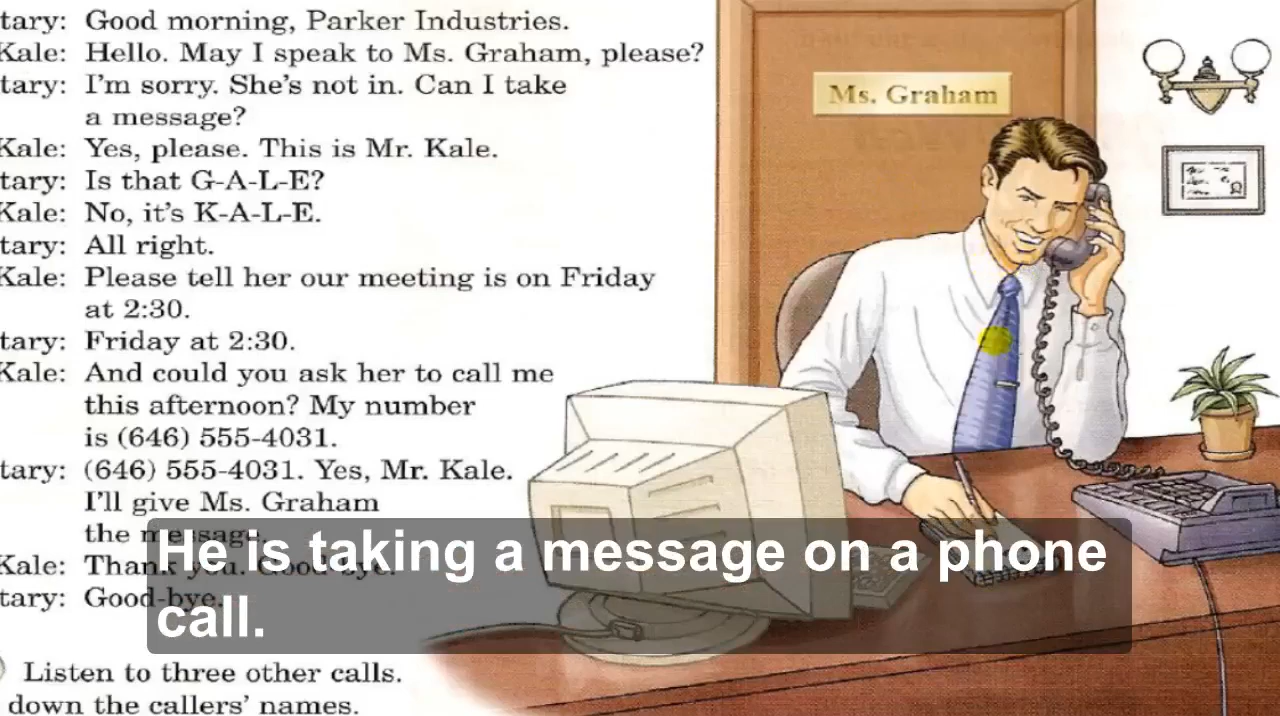 tary: Good morning, Parker Industries.
Kale: Hello. May I speak to Ms. Graham, please?
tary: I'm sorry. She's not in. Can I take
a message?
Kale: Yes, please. This is Mr. Kale.
tary: Is that G-A-L-E?
Kale: No, it's K-A-L-E.
tary: All right.
Kale: Please tell her our meeting is on Friday
at 2:30.
tary: Friday at 2:30.
Kale: And could you ask her to call me
this afternoon? My number
is (646) 555-4031.
tary: (646) 555-4031. Yes, Mr. Kale.
I'll give Ms. Graham
the message.
Kale: Thank you. Good-bye.
tary: Good-bye.
Listen to three other calls.
down the callers' names.
Ms. Graham
He is taking a message on a phone
call.